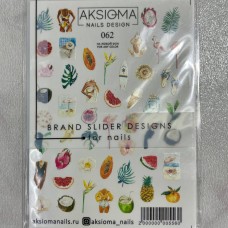 AKSIOMA
NAILS DESIGN
062
BRAND SLIDER DESIGNS
for nails
aksiomanails.ru
aksioma_nails